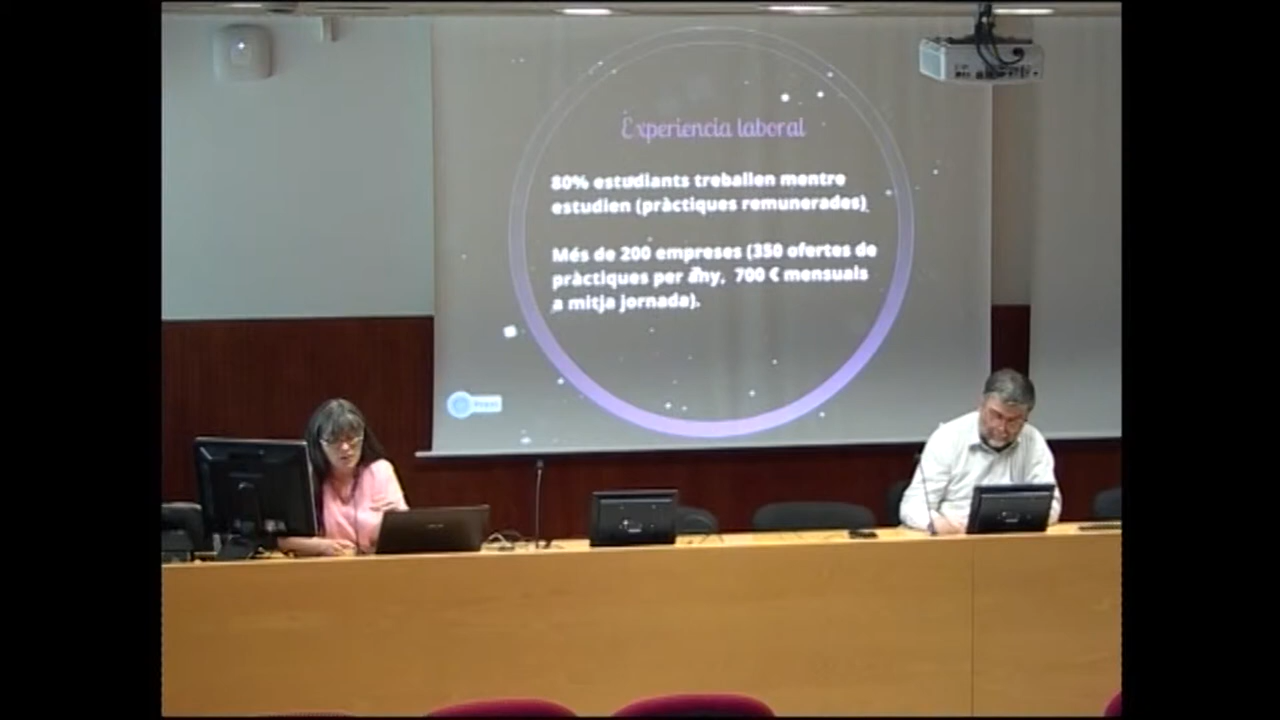 Experiencia laboral
80% estudiants treballen mentre
estudien (pràctiques remunerades)
Més de 200 empreses (350 ofertes de
pràctiques per any, 700 € mensuals
a mitja jornada).
Prezi